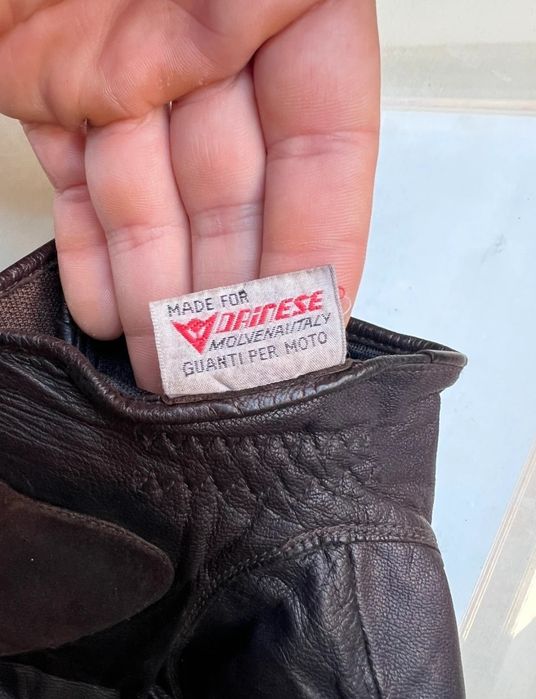 MADE FOR
DAINESE
MOLVENA/ITALY
GUANTI PER MOTO